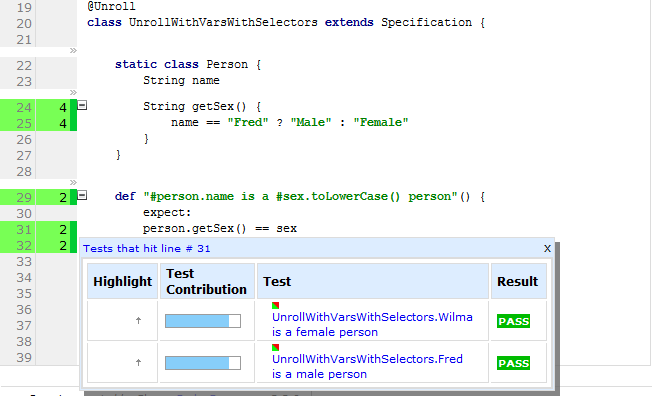 19 @Unroll
20 class UnrollWithVarsWithSelectors extends Specification {
21
»
22 static class Person {
23 String name
»
24 4 String getSex() {
25 4 name == "Fred" ? "Male" : "Female"
26 }
27 }
28
»
29 2 def "#person.name is a #sex.toLowerCase() person"() {
30 expect:
31 2 person.getSex() == sex
32 2
33
34
35
36
37
38
39
Tests that hit line # 31 X
Highlight Test Contribution Test Result
↑ UnrollWithVarsWithSelectors.Wilma
is a female person PASS
↑ UnrollWithVarsWithSelectors.Fred
is a male person PASS